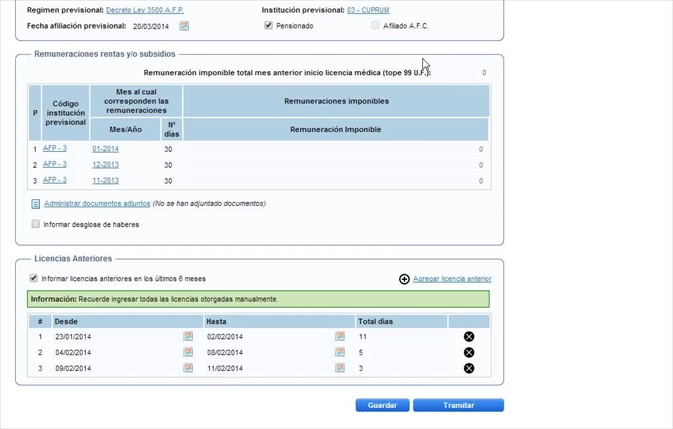 Regimen previsional: Decreto Ley 3500 A.F.P. Institución previsional: 03 - CUPRUM
Fecha afiliación previsional: 20/03/2014 Pensionado Afiliado A.F.C.
Remuneraciones rentas y/o subsidios
Remuneración imponible total mes anterior inicio licencia médica (tope 99 U.F.): 0
P Código institución previsional Mes al cual corresponden las remuneraciones Remuneraciones imponibles
Mes/Año N° días Remuneración Imponible
1 AFP - 3 01-2014 30 0
2 AFP - 3 12-2013 30 0
3 AFP - 3 11-2013 30 0
Administrar documentos adjuntos (No se han adjuntado documentos)
Informar desglose de haberes
Licencias Anteriores
Informar licencias anteriores en los últimos 6 meses Agregar licencia anterior
Información: Recuerde ingresar todas las licencias otorgadas manualmente.
# Desde Hasta Total días
1 23/01/2014 02/02/2014 11
2 04/02/2014 08/02/2014 5
3 09/02/2014 11/02/2014 3
Guardar Tramitar